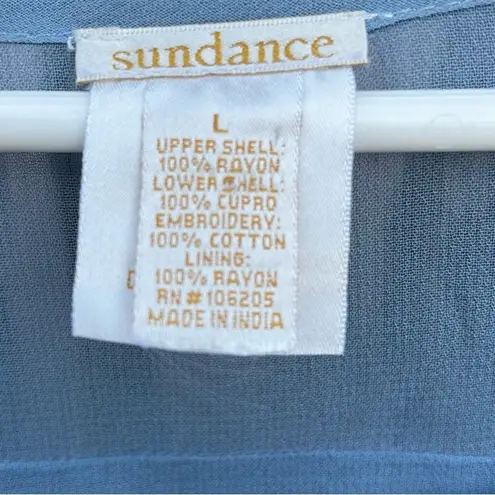 sundance
L
UPPER SHELL:
100% RAYON
LOWER SHELL:
100% CUPRO
EMBROIDERY:
100% COTTON
LINING:
100% RAYON
RN # 106205
MADE IN INDIA